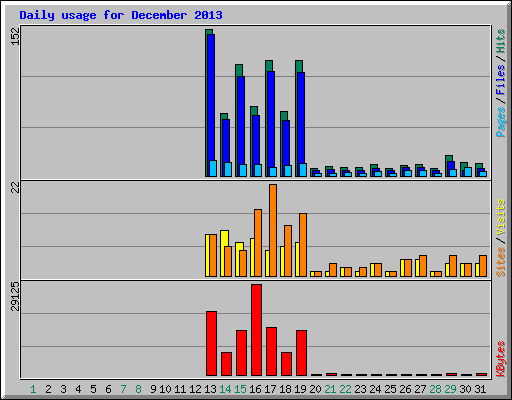 Daily usage for December 2013
152
Pages / Files / Hits
22
Sites / Visits
29125
KBytes
1 2 3 4 5 6 7 8 9 10 11 12 13 14 15 16 17 18 19 20 21 22 23 24 25 26 27 28 29 30 31